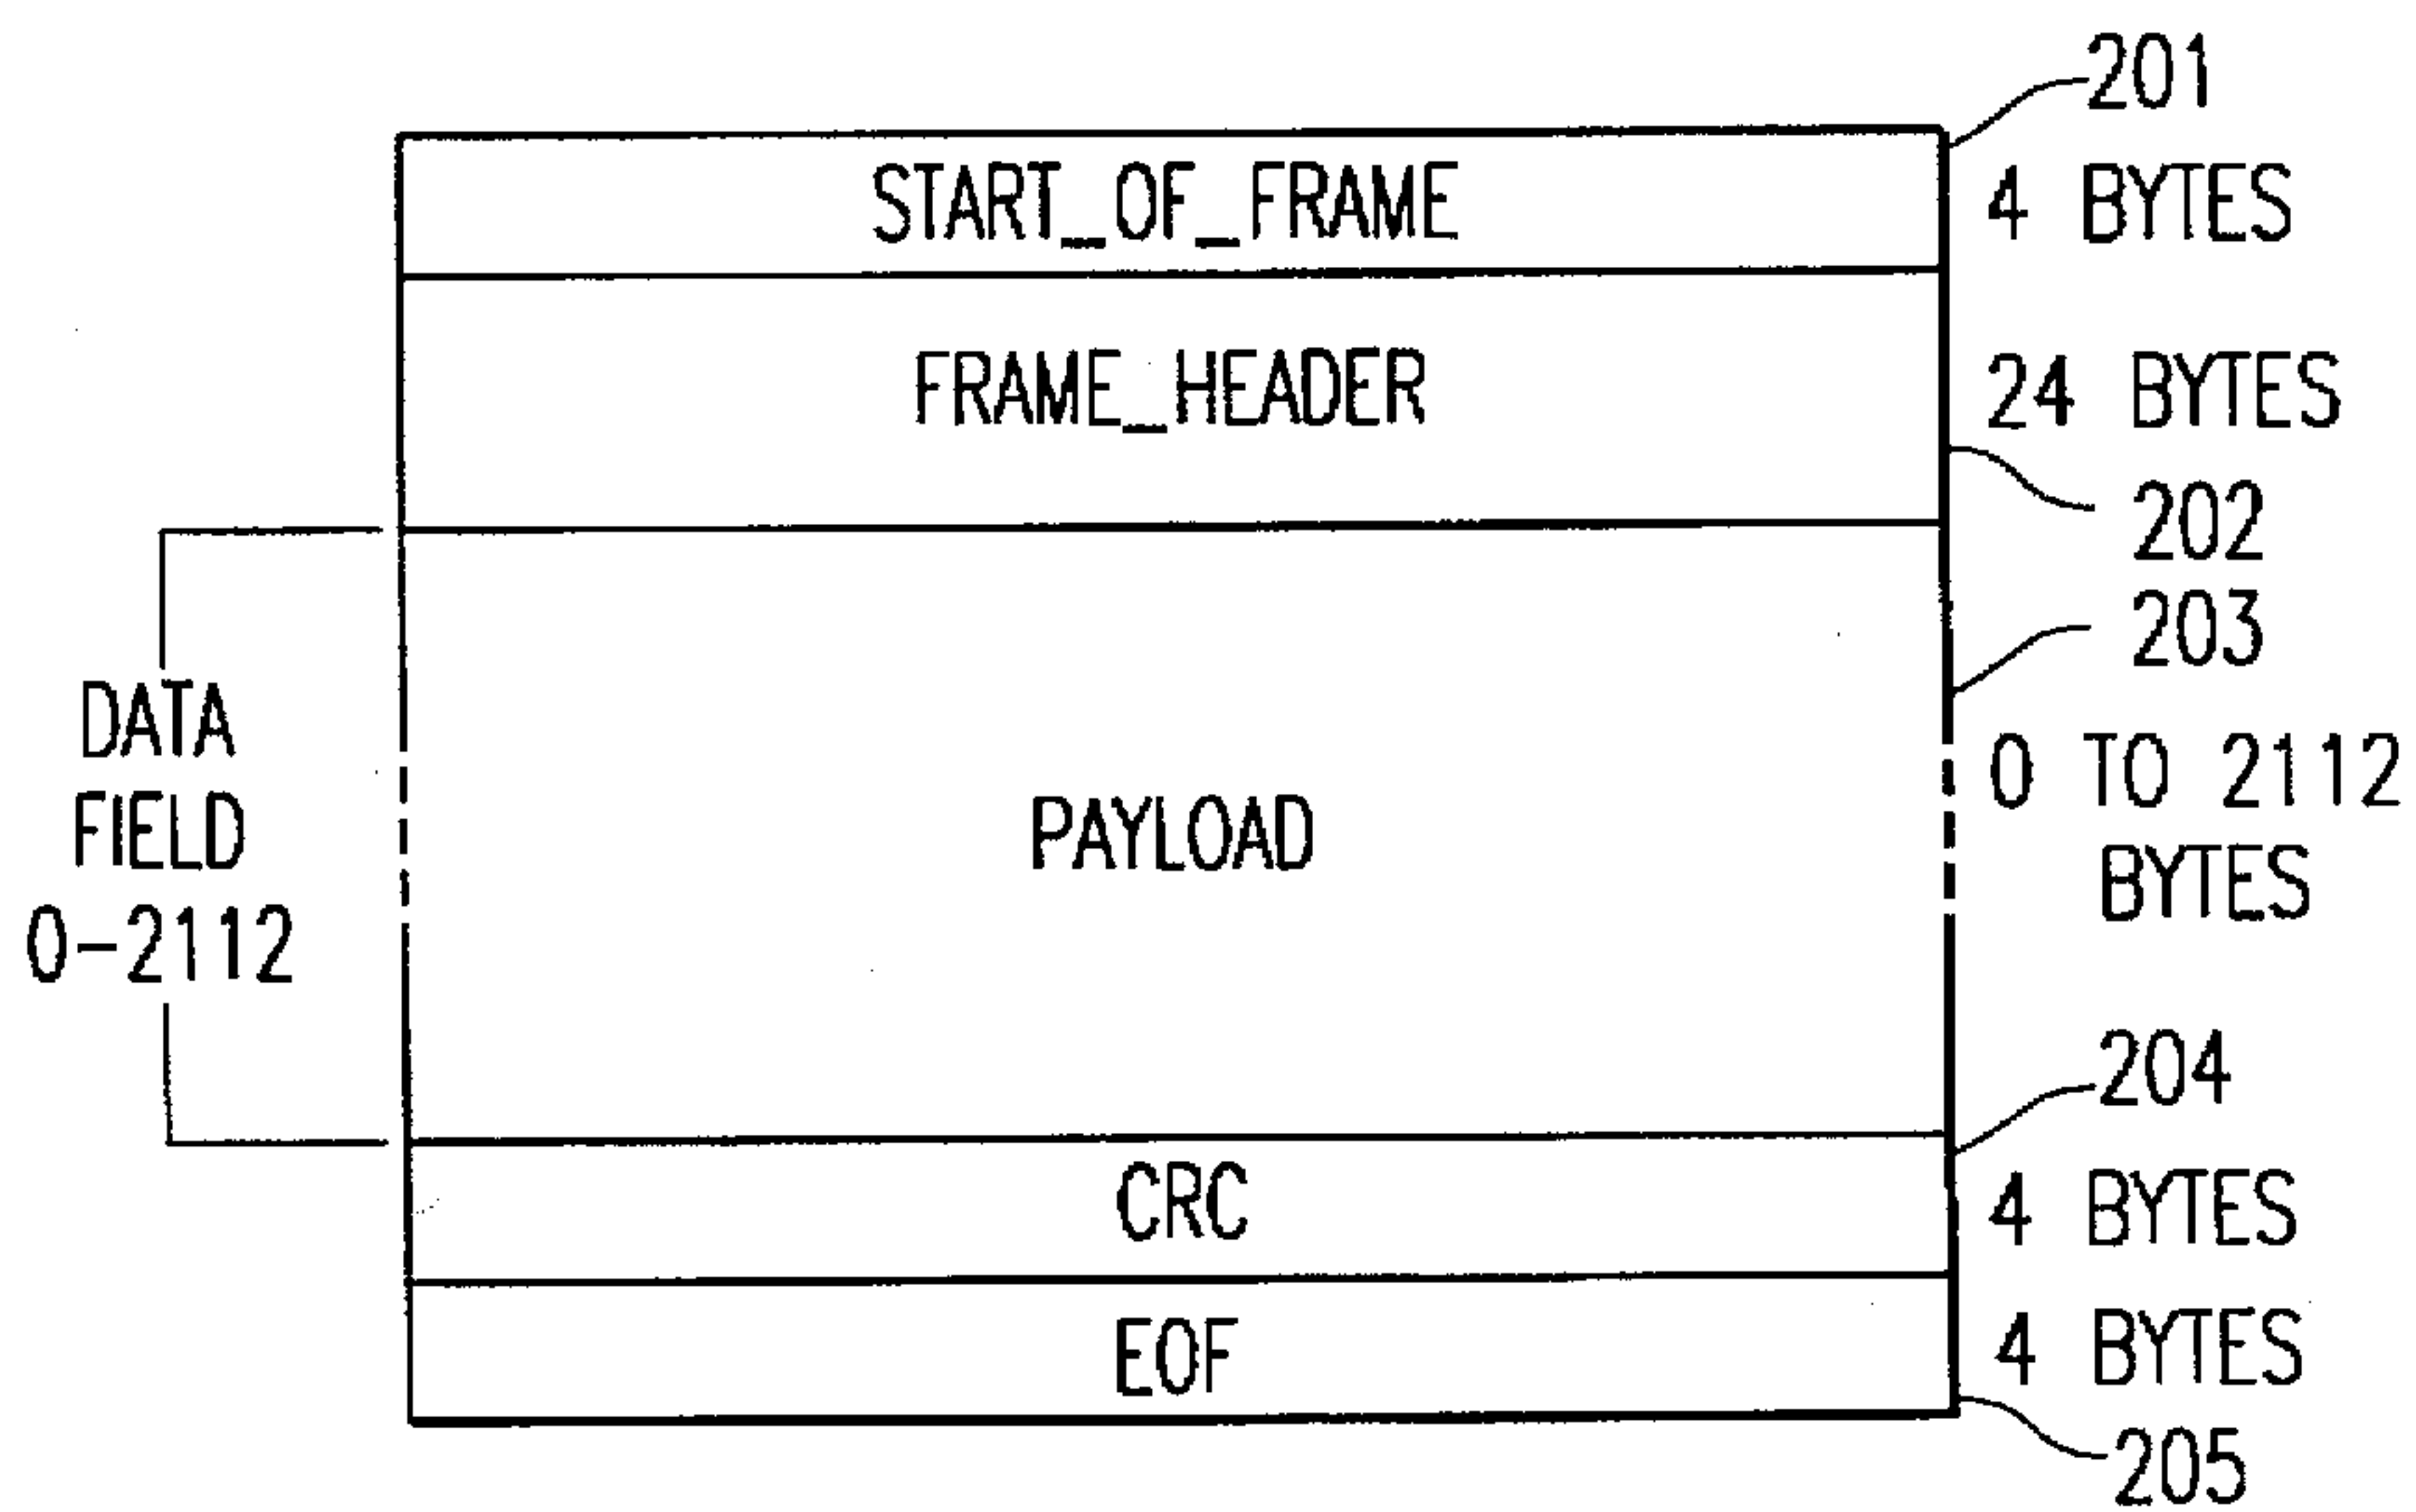 201
START_OF_FRAME
4 BYTES
FRAME_HEADER
24 BYTES
202
203
DATA
FIELD
0-2112
PAYLOAD
0 TO 2112
BYTES
204
CRC
4 BYTES
EOF
4 BYTES
205